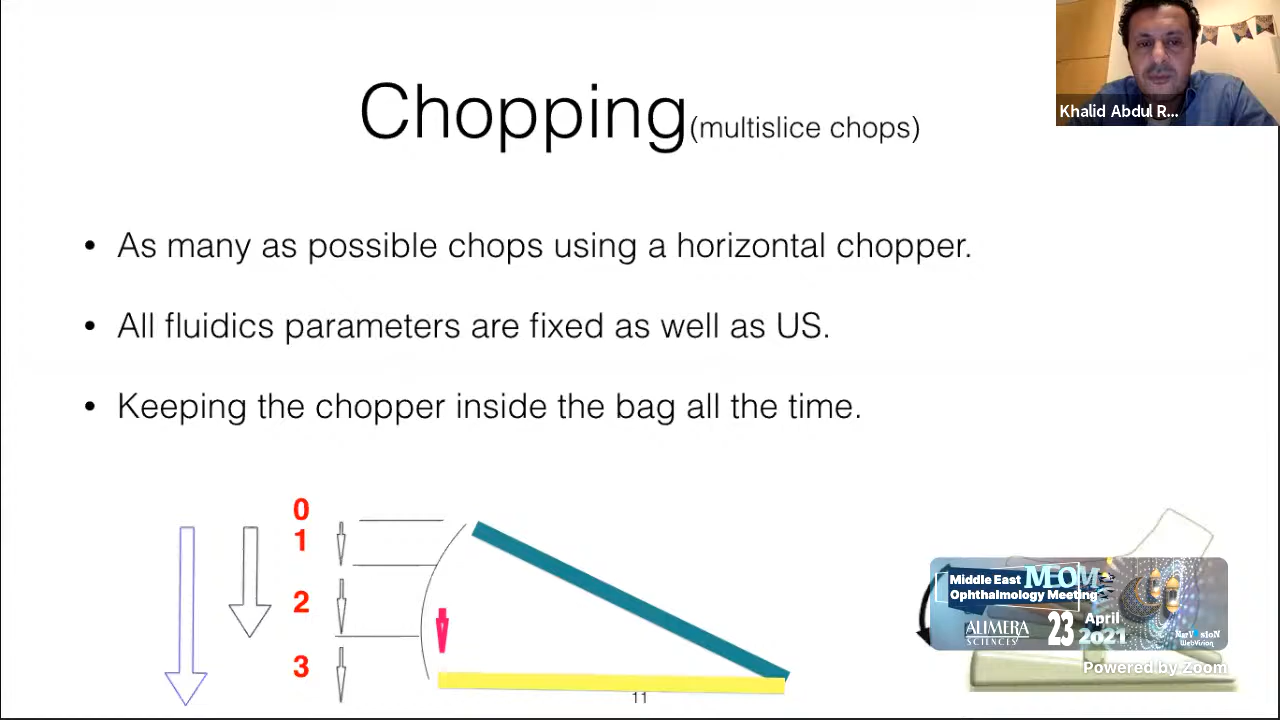 Khalid Abdul R...
Chopping(multislice chops)
• As many as possible chops using a horizontal chopper.
• All fluidics parameters are fixed as well as US.
• Keeping the chopper inside the bag all the time.
0
1
2
3
11
Middle East
Ophthalmology Meeting
MEOM
ALIMERA
SCIENCES
23 April
2021
WebVision
Powered by Zoom